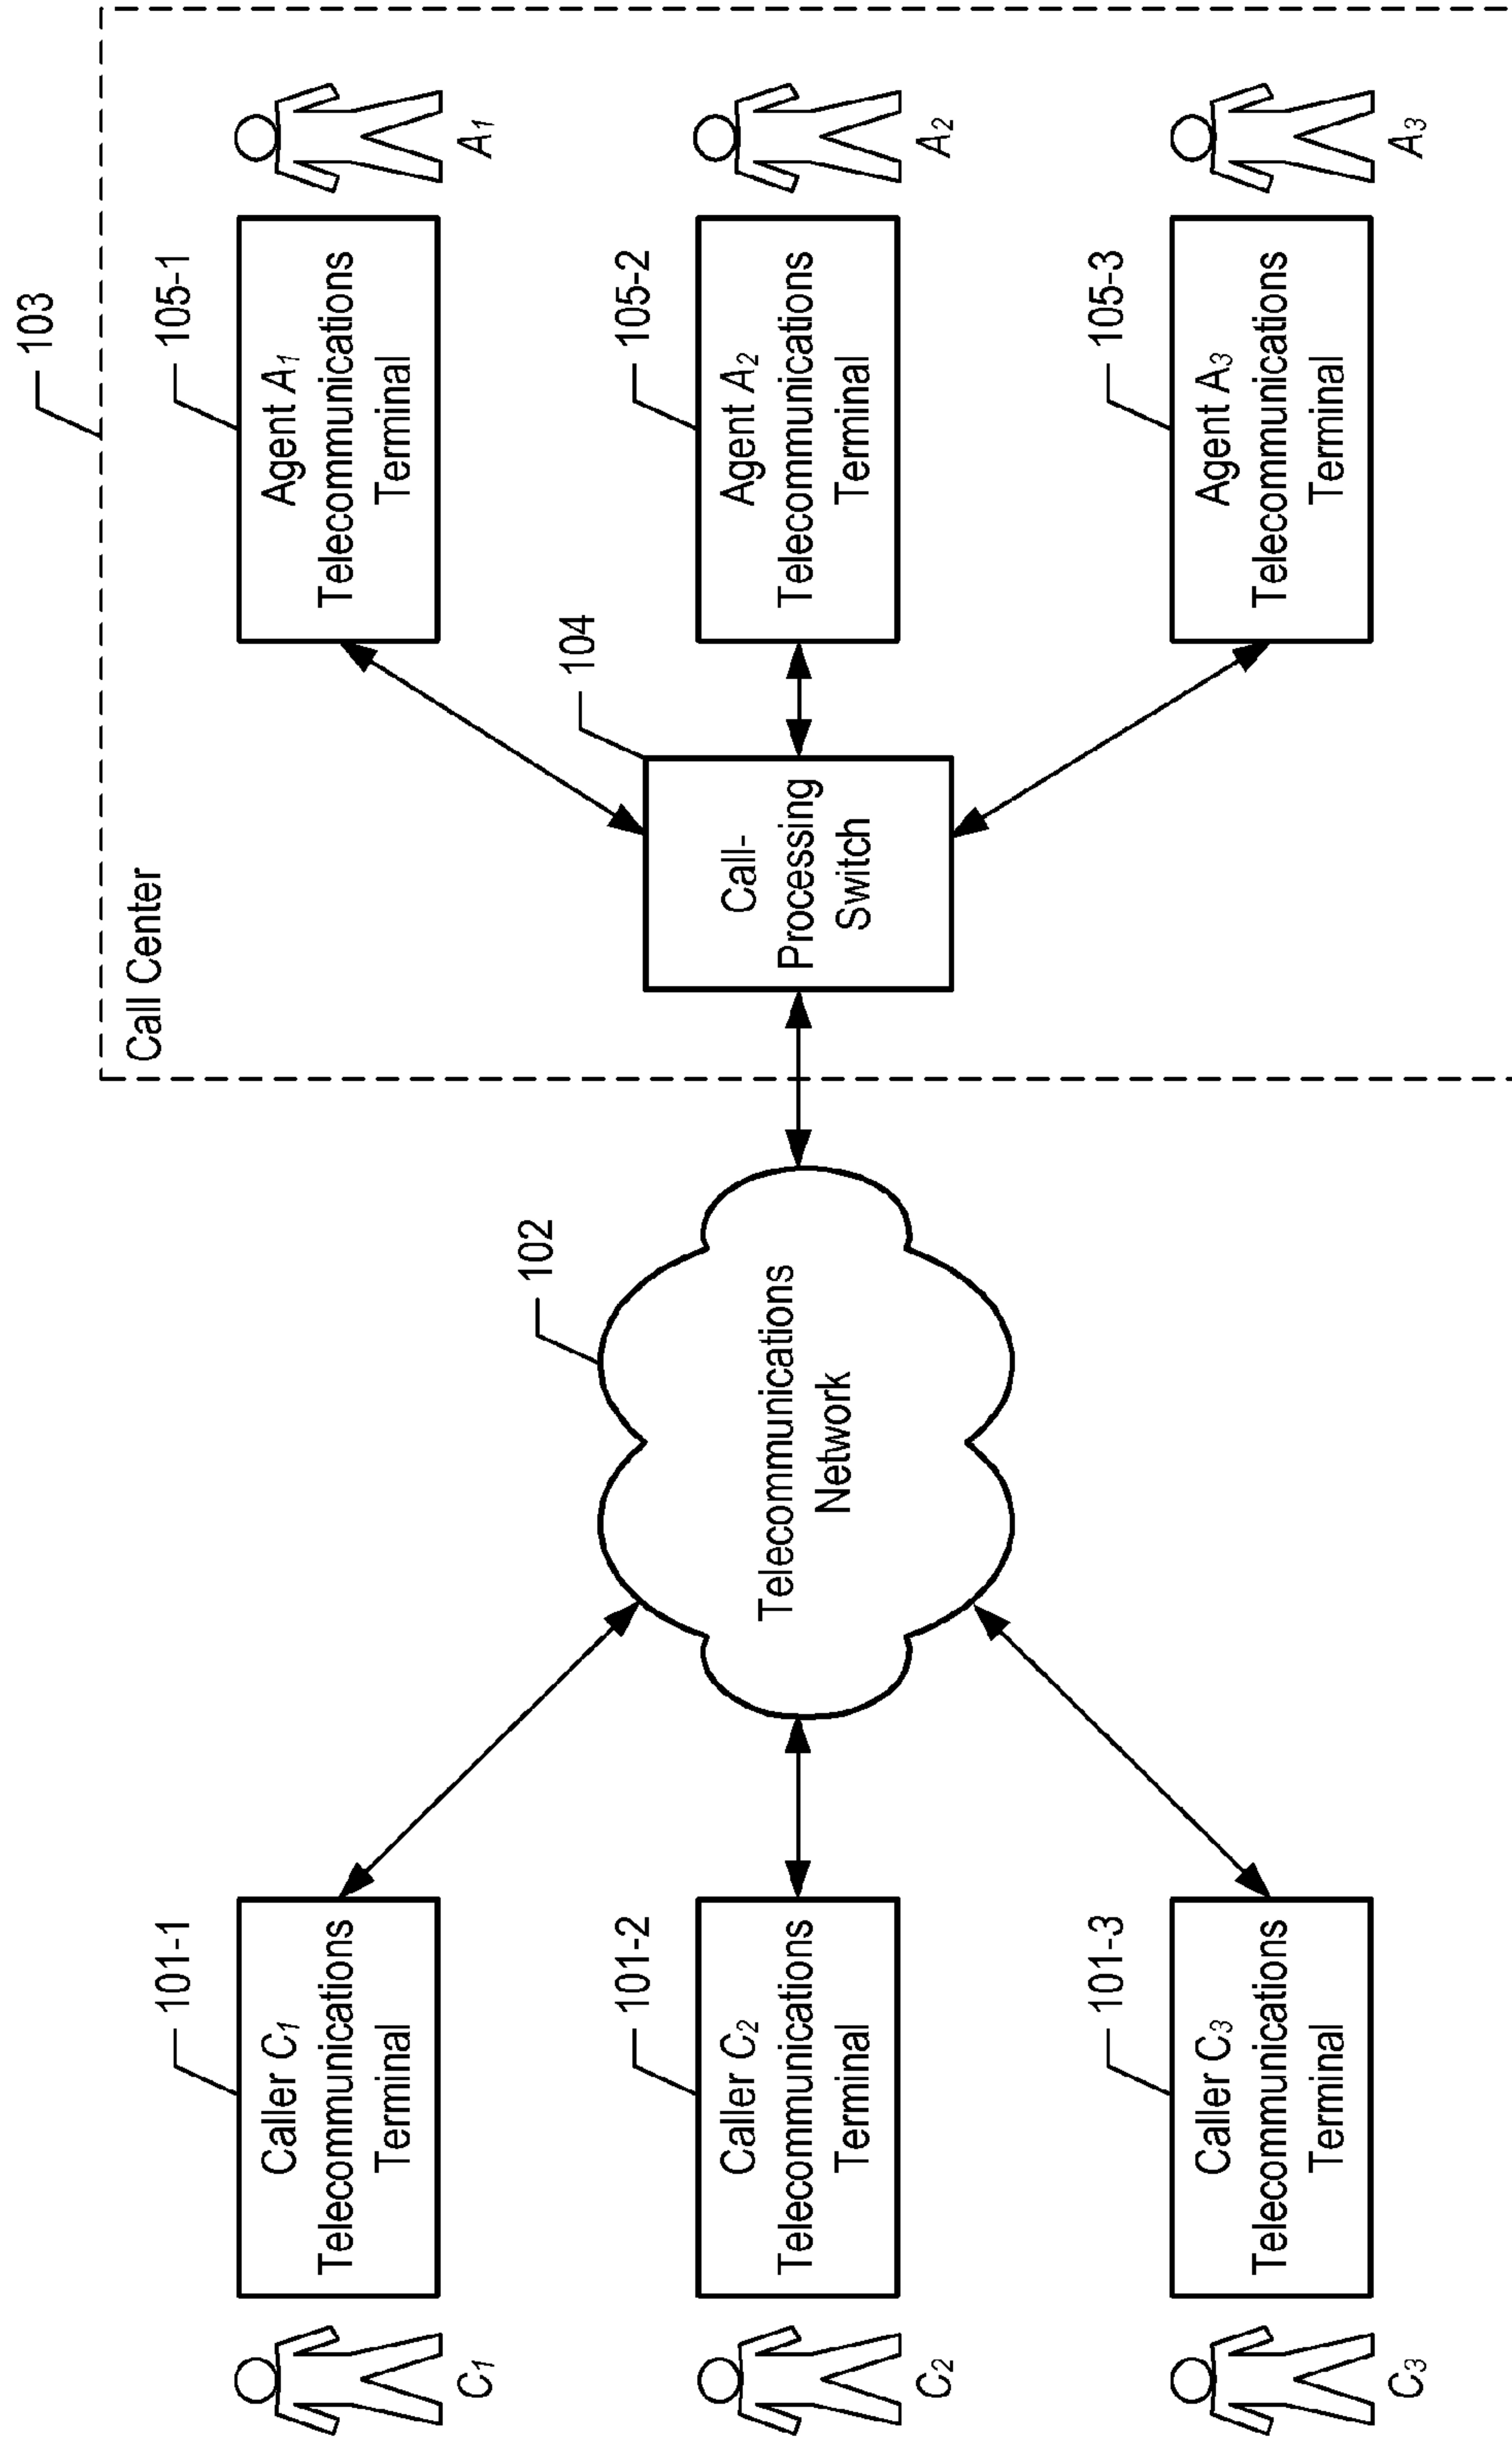 103
Call Center
101-1
Caller C1
Telecommunications
Terminal
C1
101-2
Caller C2
Telecommunications
Terminal
C2
101-3
Caller C3
Telecommunications
Terminal
C3
102
Telecommunications
Network
104
Call-
Processing
Switch
105-1
Agent A1
Telecommunications
Terminal
A1
105-2
Agent A2
Telecommunications
Terminal
A2
105-3
Agent A3
Telecommunications
Terminal
A3